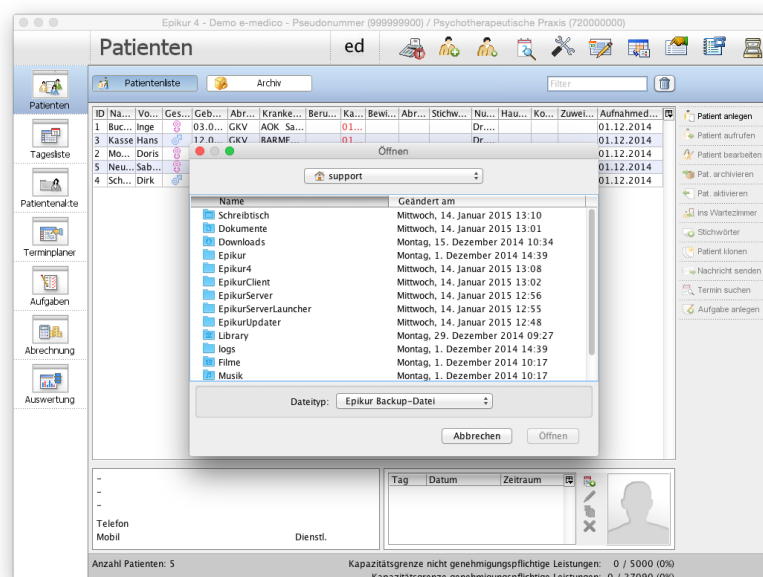 Epikur 4 - Demo e-medico - Pseudonummer (999999900) / Psychotherapeutische Praxis (720000000)
Patienten
ed
Patientenliste
Archiv
Filter
Patienten
Tagesliste
Patientenakte
Terminplaner
Aufgaben
Abrechnung
Auswertung
ID Na... Vo... Ges... Geb... Abr... Kranke... Beru... Ka... Bewi... Abr... Stichw... Nu... Hau... Ko... Zuwei... Aufnahmed...
1 Buc... Inge 03.0... GKV AOK Sa... 01... Dr.... 01.12.2014
3 Kasse Hans 12.0... GKV BARME... 01... Dr.... 01.12.2014
2 Mo... Doris 01.12.2014
5 Neu... Sab... 01.12.2014
4 Sch... Dirk 01.12.2014
Öffnen
support
Name Geändert am
Schreibtisch Mittwoch, 14. Januar 2015 13:10
Dokumente Mittwoch, 14. Januar 2015 13:01
Downloads Montag, 15. Dezember 2014 10:34
Epikur Montag, 1. Dezember 2014 14:39
Epikur4 Mittwoch, 14. Januar 2015 13:08
EpikurClient Mittwoch, 14. Januar 2015 13:02
EpikurServer Mittwoch, 14. Januar 2015 12:56
EpikurServerLauncher Mittwoch, 14. Januar 2015 12:55
EpikurUpdater Mittwoch, 14. Januar 2015 12:48
Library Montag, 29. Dezember 2014 09:27
logs Montag, 1. Dezember 2014 14:39
Filme Montag, 1. Dezember 2014 10:17
Musik Montag, 1. Dezember 2014 10:17
Dateityp: Epikur Backup-Datei
Abbrechen Öffnen
Patient anlegen
Patient aufrufen
Patient bearbeiten
Pat. archivieren
Pat. aktivieren
ins Wartezimmer
Stichwörter
Patient klonen
Nachricht senden
Termin suchen
Aufgabe anlegen
-
-
-
Telefon
Mobil Dienstl.
Tag Datum Zeitraum
Anzahl Patienten: 5
Kapazitätsgrenze nicht genehmigungspflichtige Leistungen: 0 / 5000 (0%)
Kapazitätsgrenze genehmigungspflichtige Leistungen: 0 / 27090 (0%)